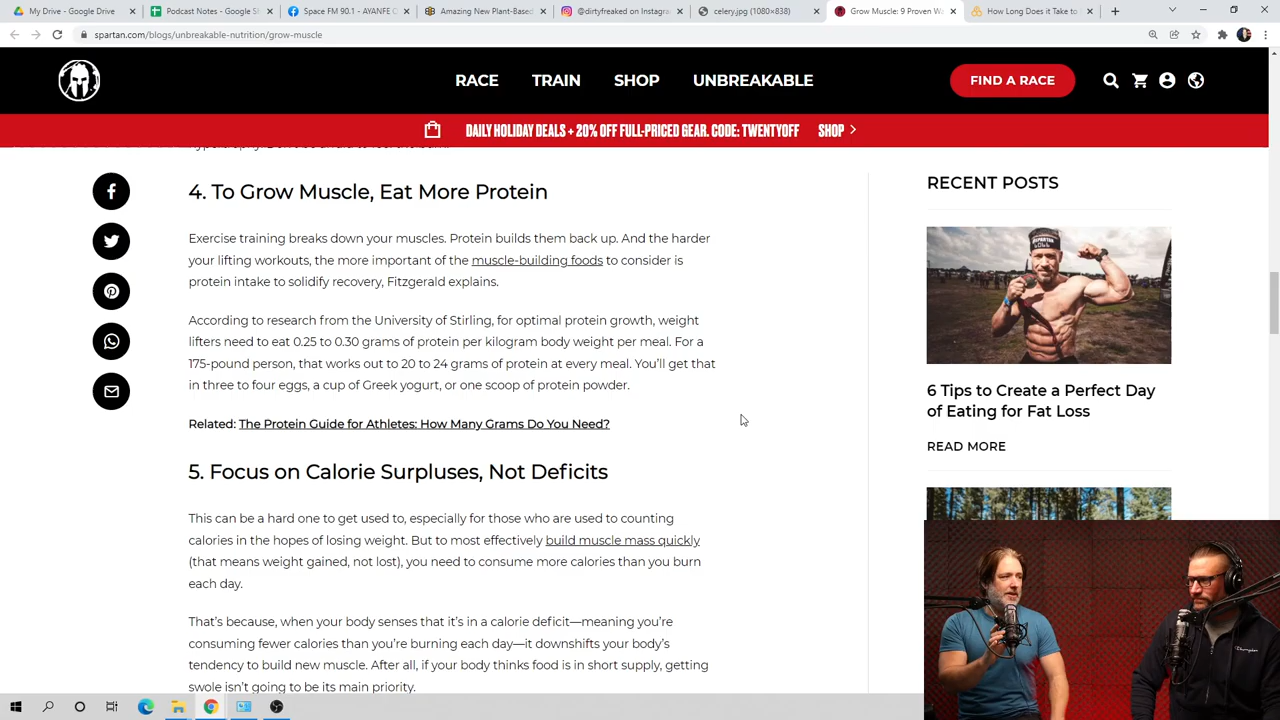 My Drive - Google Drive
Podcast Notes - Google S
Space FM 90.1 - AYANFE C
Amazing New Plant-Based
@dirtyfreaked on Instagra
celery.jpg (1080×838)
Grow Muscle: 9 Proven W
How Long Does it Take to
spartan.com/blogs/unbreakable-nutrition/grow-muscle
RACE TRAIN SHOP UNBREAKABLE FIND A RACE
DAILY HOLIDAY DEALS + 20% OFF FULL-PRICED GEAR. CODE: TWENTYOFF SHOP
4. To Grow Muscle, Eat More Protein
Exercise training breaks down your muscles. Protein builds them back up. And the harder
your lifting workouts, the more important of the muscle-building foods to consider is
protein intake to solidify recovery, Fitzgerald explains.
According to research from the University of Stirling, for optimal protein growth, weight
lifters need to eat 0.25 to 0.30 grams of protein per kilogram body weight per meal. For a
175-pound person, that works out to 20 to 24 grams of protein at every meal. You'll get that
in three to four eggs, a cup of Greek yogurt, or one scoop of protein powder.
Related: The Protein Guide for Athletes: How Many Grams Do You Need?
5. Focus on Calorie Surpluses, Not Deficits
This can be a hard one to get used to, especially for those who are used to counting
calories in the hopes of losing weight. But to most effectively build muscle mass quickly
(that means weight gained, not lost), you need to consume more calories than you burn
each day.
That's because, when your body senses that it's in a calorie deficit—meaning you're
consuming fewer calories than you're burning each day—it downshifts your body's
tendency to build new muscle. After all, if your body thinks food is in short supply, getting
swole isn't going to be its main priority.
RECENT POSTS
6 Tips to Create a Perfect Day
of Eating for Fat Loss
READ MORE